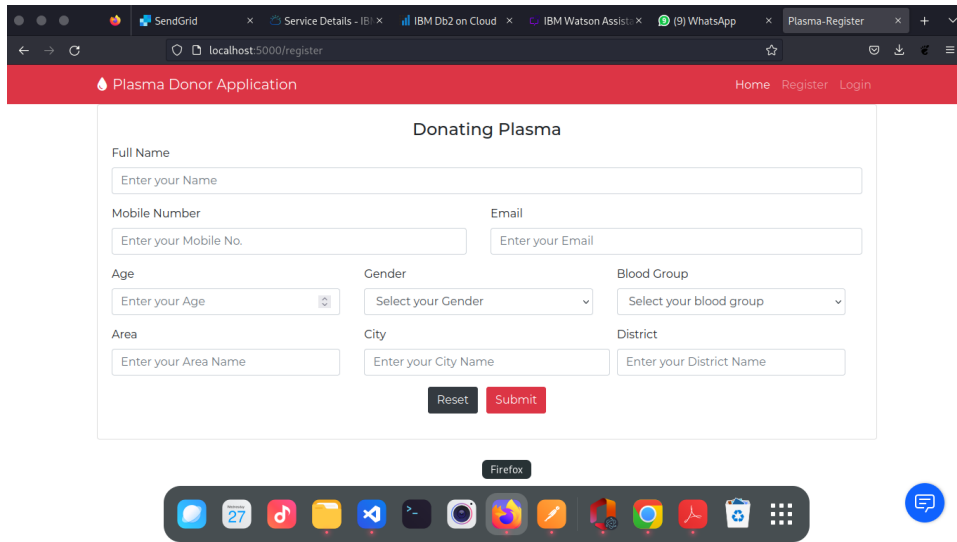 SendGrid
Service Details - IBM
IBM Db2 on Cloud
IBM Watson Assista
(9) WhatsApp
Plasma-Register
localhost:5000/register
Plasma Donor Application
Home Register Login
Donating Plasma
Full Name
Enter your Name
Mobile Number Email
Enter your Mobile No. Enter your Email
Age Gender Blood Group
Enter your Age Select your Gender Select your blood group
Area City District
Enter your Area Name Enter your City Name Enter your District Name
Reset Submit
Firefox
Wednesday
27